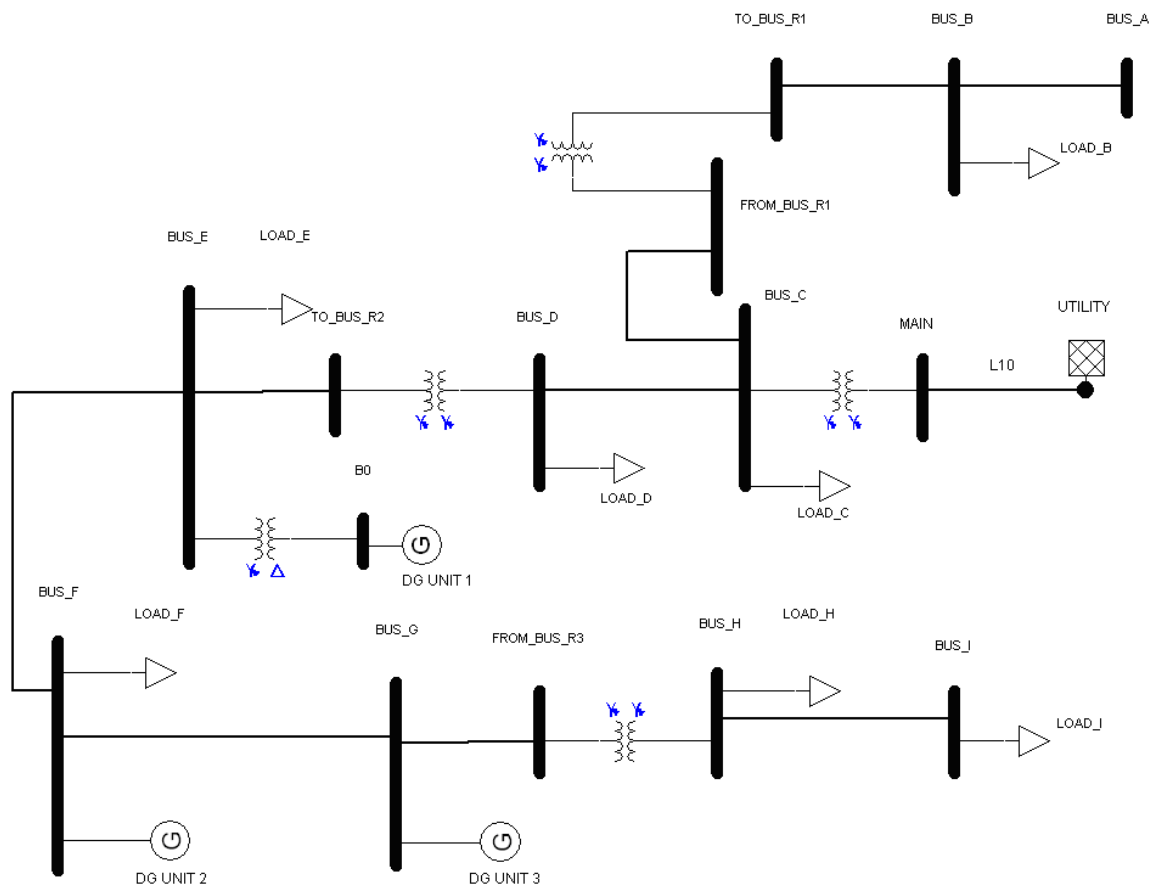 TO_BUS_R1
BUS_B
BUS_A
LOAD_B
FROM_BUS_R1
BUS_E
LOAD_E
BUS_C
TO_BUS_R2
BUS_D
MAIN
UTILITY
L10
B0
LOAD_D
LOAD_C
G
DG UNIT 1
BUS_F
LOAD_F
BUS_G
FROM_BUS_R3
BUS_H
LOAD_H
BUS_I
LOAD_I
G
DG UNIT 2
G
DG UNIT 3